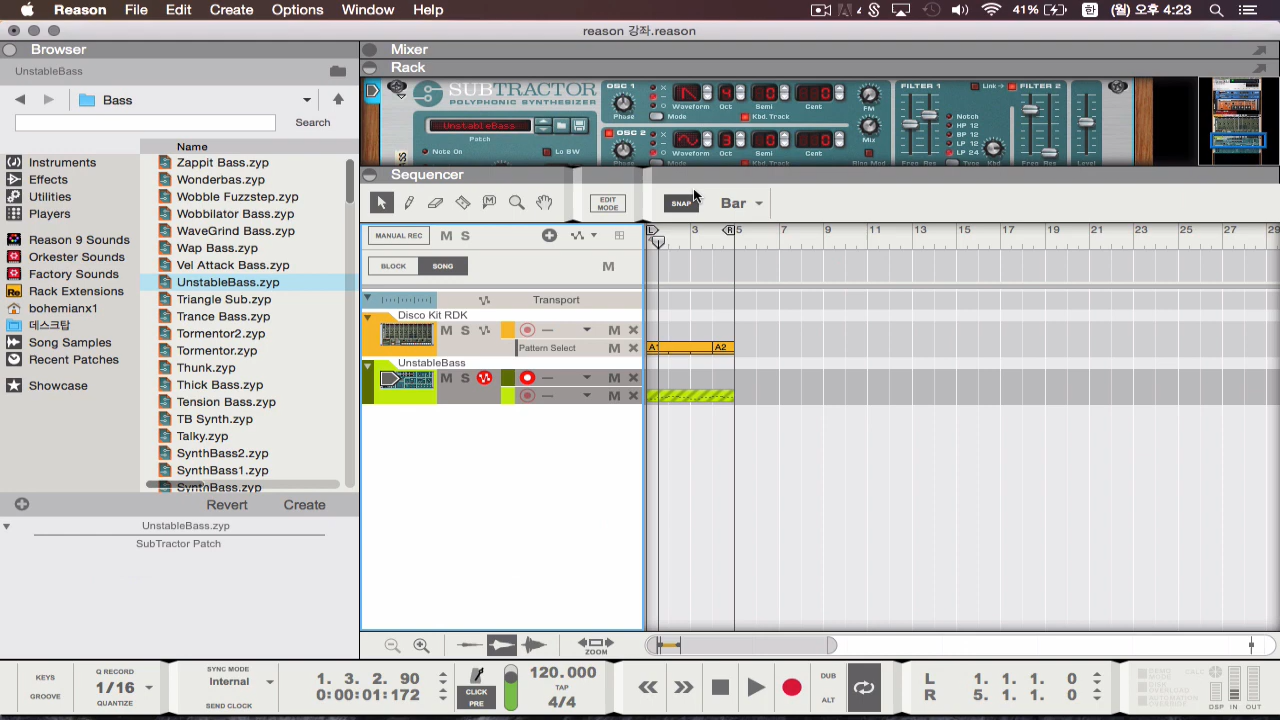 Reason File Edit Create Options Window Help 41% 한 (월) 오후 4:23
reason 강좌.reason
Browser
UnstableBass
Bass
Search
Name
Instruments
Effects
Utilities
Players
Reason 9 Sounds
Orkester Sounds
Factory Sounds
Rack Extensions
bohemianx1
데스크탑
Song Samples
Recent Patches
Showcase
Zappit Bass.zyp
Wonderbas.zyp
Wobble Fuzzstep.zyp
Wobbilator Bass.zyp
WaveGrind Bass.zyp
Wap Bass.zyp
Vel Attack Bass.zyp
UnstableBass.zyp
Triangle Sub.zyp
Trance Bass.zyp
Tormentor2.zyp
Tormentor.zyp
Thunk.zyp
Thick Bass.zyp
Tension Bass.zyp
TB Synth.zyp
Talky.zyp
SynthBass2.zyp
SynthBass1.zyp
SynthBass.zyp
Revert Create
UnstableBass.zyp
SubTractor Patch
Mixer
Rack
SUBTRACTOR
POLYPHONIC SYNTHESIZER
UnstableBass
Patch
Note On Lo BW
OSC 1
Phase Waveform Oct Semi Cent
Mode Kbd. Track
OSC 2
Waveform Oct Semi Cent
Kbd. Track
FM
Mix
FILTER 1 Link FILTER 2
Notch
HP 12
BP 12
LP 12
LP 24
Level
Sequencer
EDIT MODE SNAP Bar
MANUAL REC M S
L 3 R 5 7 9 11 13 15 17 19 21 23 25 27 29
BLOCK SONG M
Transport
Disco Kit RDK
M S M
Pattern Select M
A1 A2
UnstableBass
M S M
M
ZOOM
KEYS
GROOVE
Q RECORD
1/16
QUANTIZE
SYNC MODE
Internal
SEND CLOCK
1. 3. 2. 90
0:00:01:172
CLICK
PRE
120.000
TAP
4/4
DUB
ALT
L 1. 1. 1. 0
R 5. 1. 1. 0
CALC
DSP IN OUT